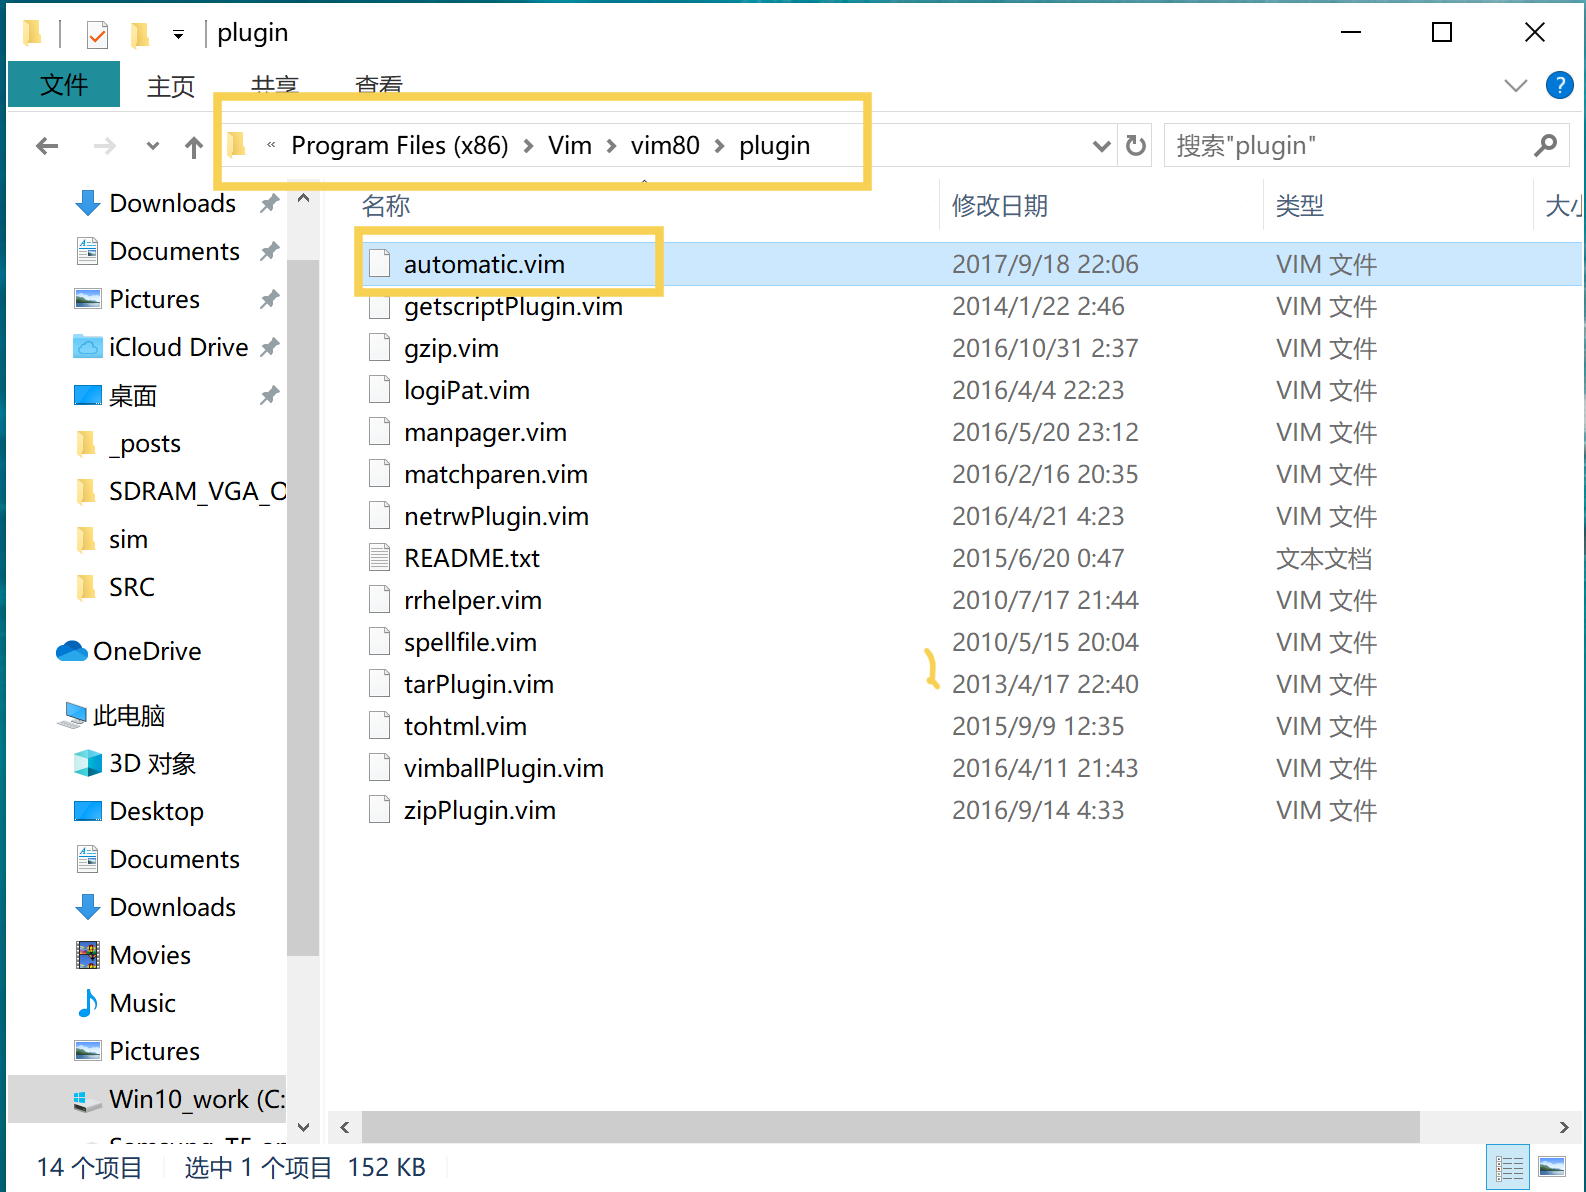 plugin
文件 主页 共享 查看
« Program Files (x86) > Vim > vim80 > plugin 搜索"plugin"
名称 修改日期 类型 大小
Downloads
Documents
Pictures
iCloud Drive
桌面
_posts
SDRAM_VGA_O
sim
SRC
OneDrive
此电脑
3D 对象
Desktop
Documents
Downloads
Movies
Music
Pictures
Win10_work (C:
automatic.vim 2017/9/18 22:06 VIM 文件
getscriptPlugin.vim 2014/1/22 2:46 VIM 文件
gzip.vim 2016/10/31 2:37 VIM 文件
logiPat.vim 2016/4/4 22:23 VIM 文件
manpager.vim 2016/5/20 23:12 VIM 文件
matchparen.vim 2016/2/16 20:35 VIM 文件
netrwPlugin.vim 2016/4/21 4:23 VIM 文件
README.txt 2015/6/20 0:47 文本文档
rrhelper.vim 2010/7/17 21:44 VIM 文件
spellfile.vim 2010/5/15 20:04 VIM 文件
tarPlugin.vim 2013/4/17 22:40 VIM 文件
tohtml.vim 2015/9/9 12:35 VIM 文件
vimballPlugin.vim 2016/4/11 21:43 VIM 文件
zipPlugin.vim 2016/9/14 4:33 VIM 文件
14 个项目 选中 1 个项目 152 KB